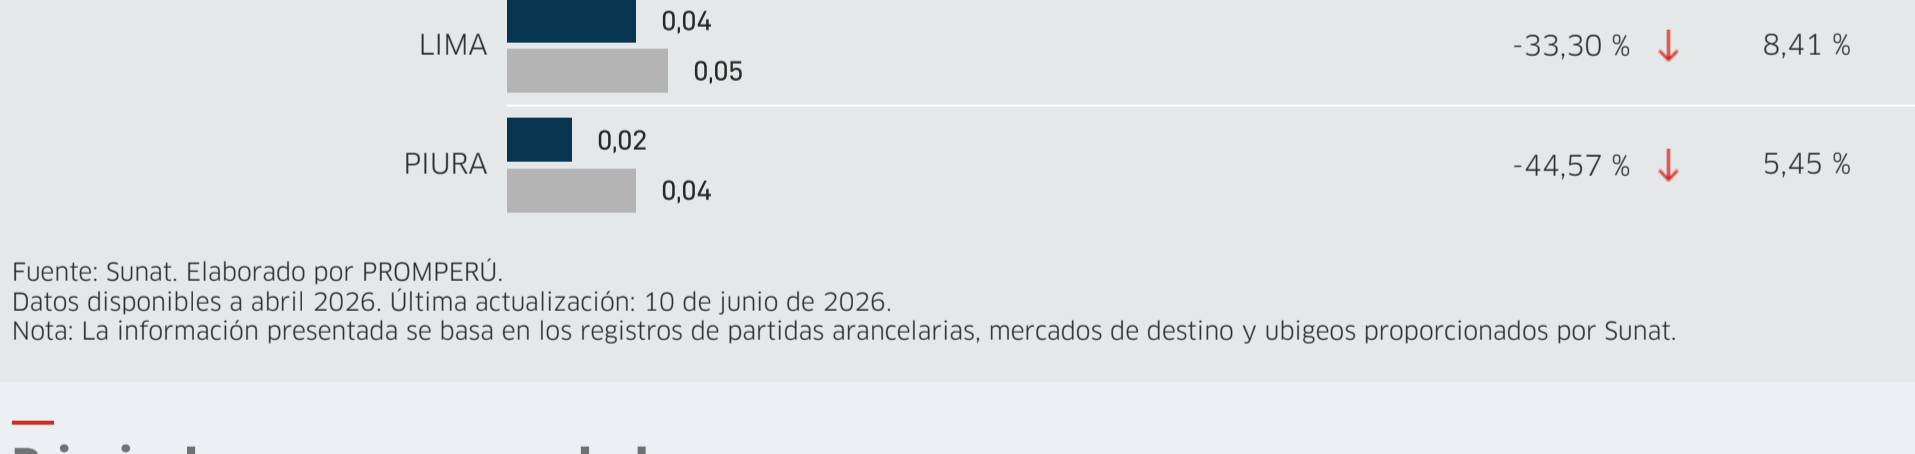 0,04
LIMA
-33,30 %
8,41 %
0,05
0,02
PIURA
-44,57 %
5,45 %
0,04
Fuente: Sunat. Elaborado por PROMPERÚ.
Datos disponibles a abril 2026. Última actualización: 10 de junio de 2026.
Nota: La información presentada se basa en los registros de partidas arancelarias, mercados de destino y ubigeos proporcionados por Sunat.